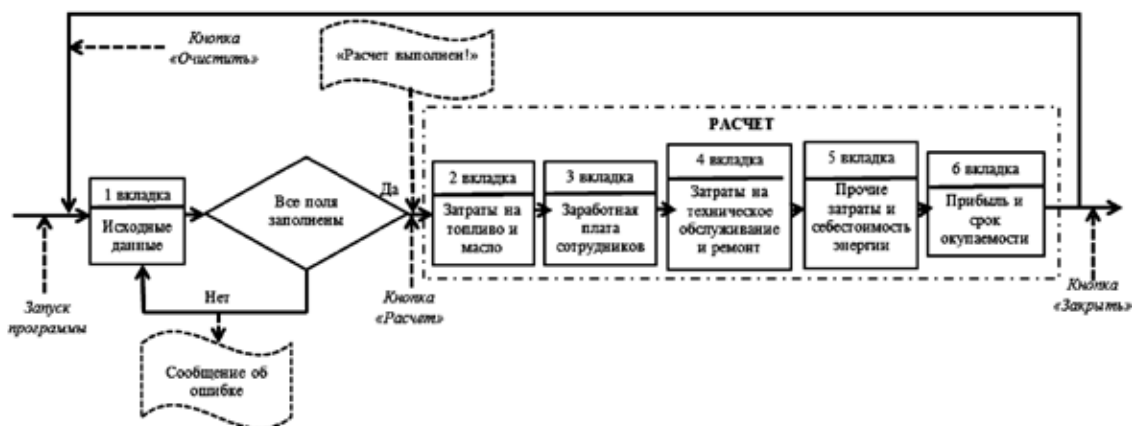 Кнопка
«Очистить»
«Расчет выполнен!»
РАСЧЕТ
1 вкладка
Исходные
данные
Все поля
заполнены
Да
Нет
2 вкладка
Затраты на
топливо и
масло
3 вкладка
Заработная
плата
сотрудников
4 вкладка
Затраты на
техническое
обслуживание
и ремонт
5 вкладка
Прочие
затраты и
себестоимость
энергии
6 вкладка
Прибыль и
срок
окупаемости
Запуск
программы
Кнопка
«Расчет»
Кнопка
«Закрыть»
Сообщение об
ошибке